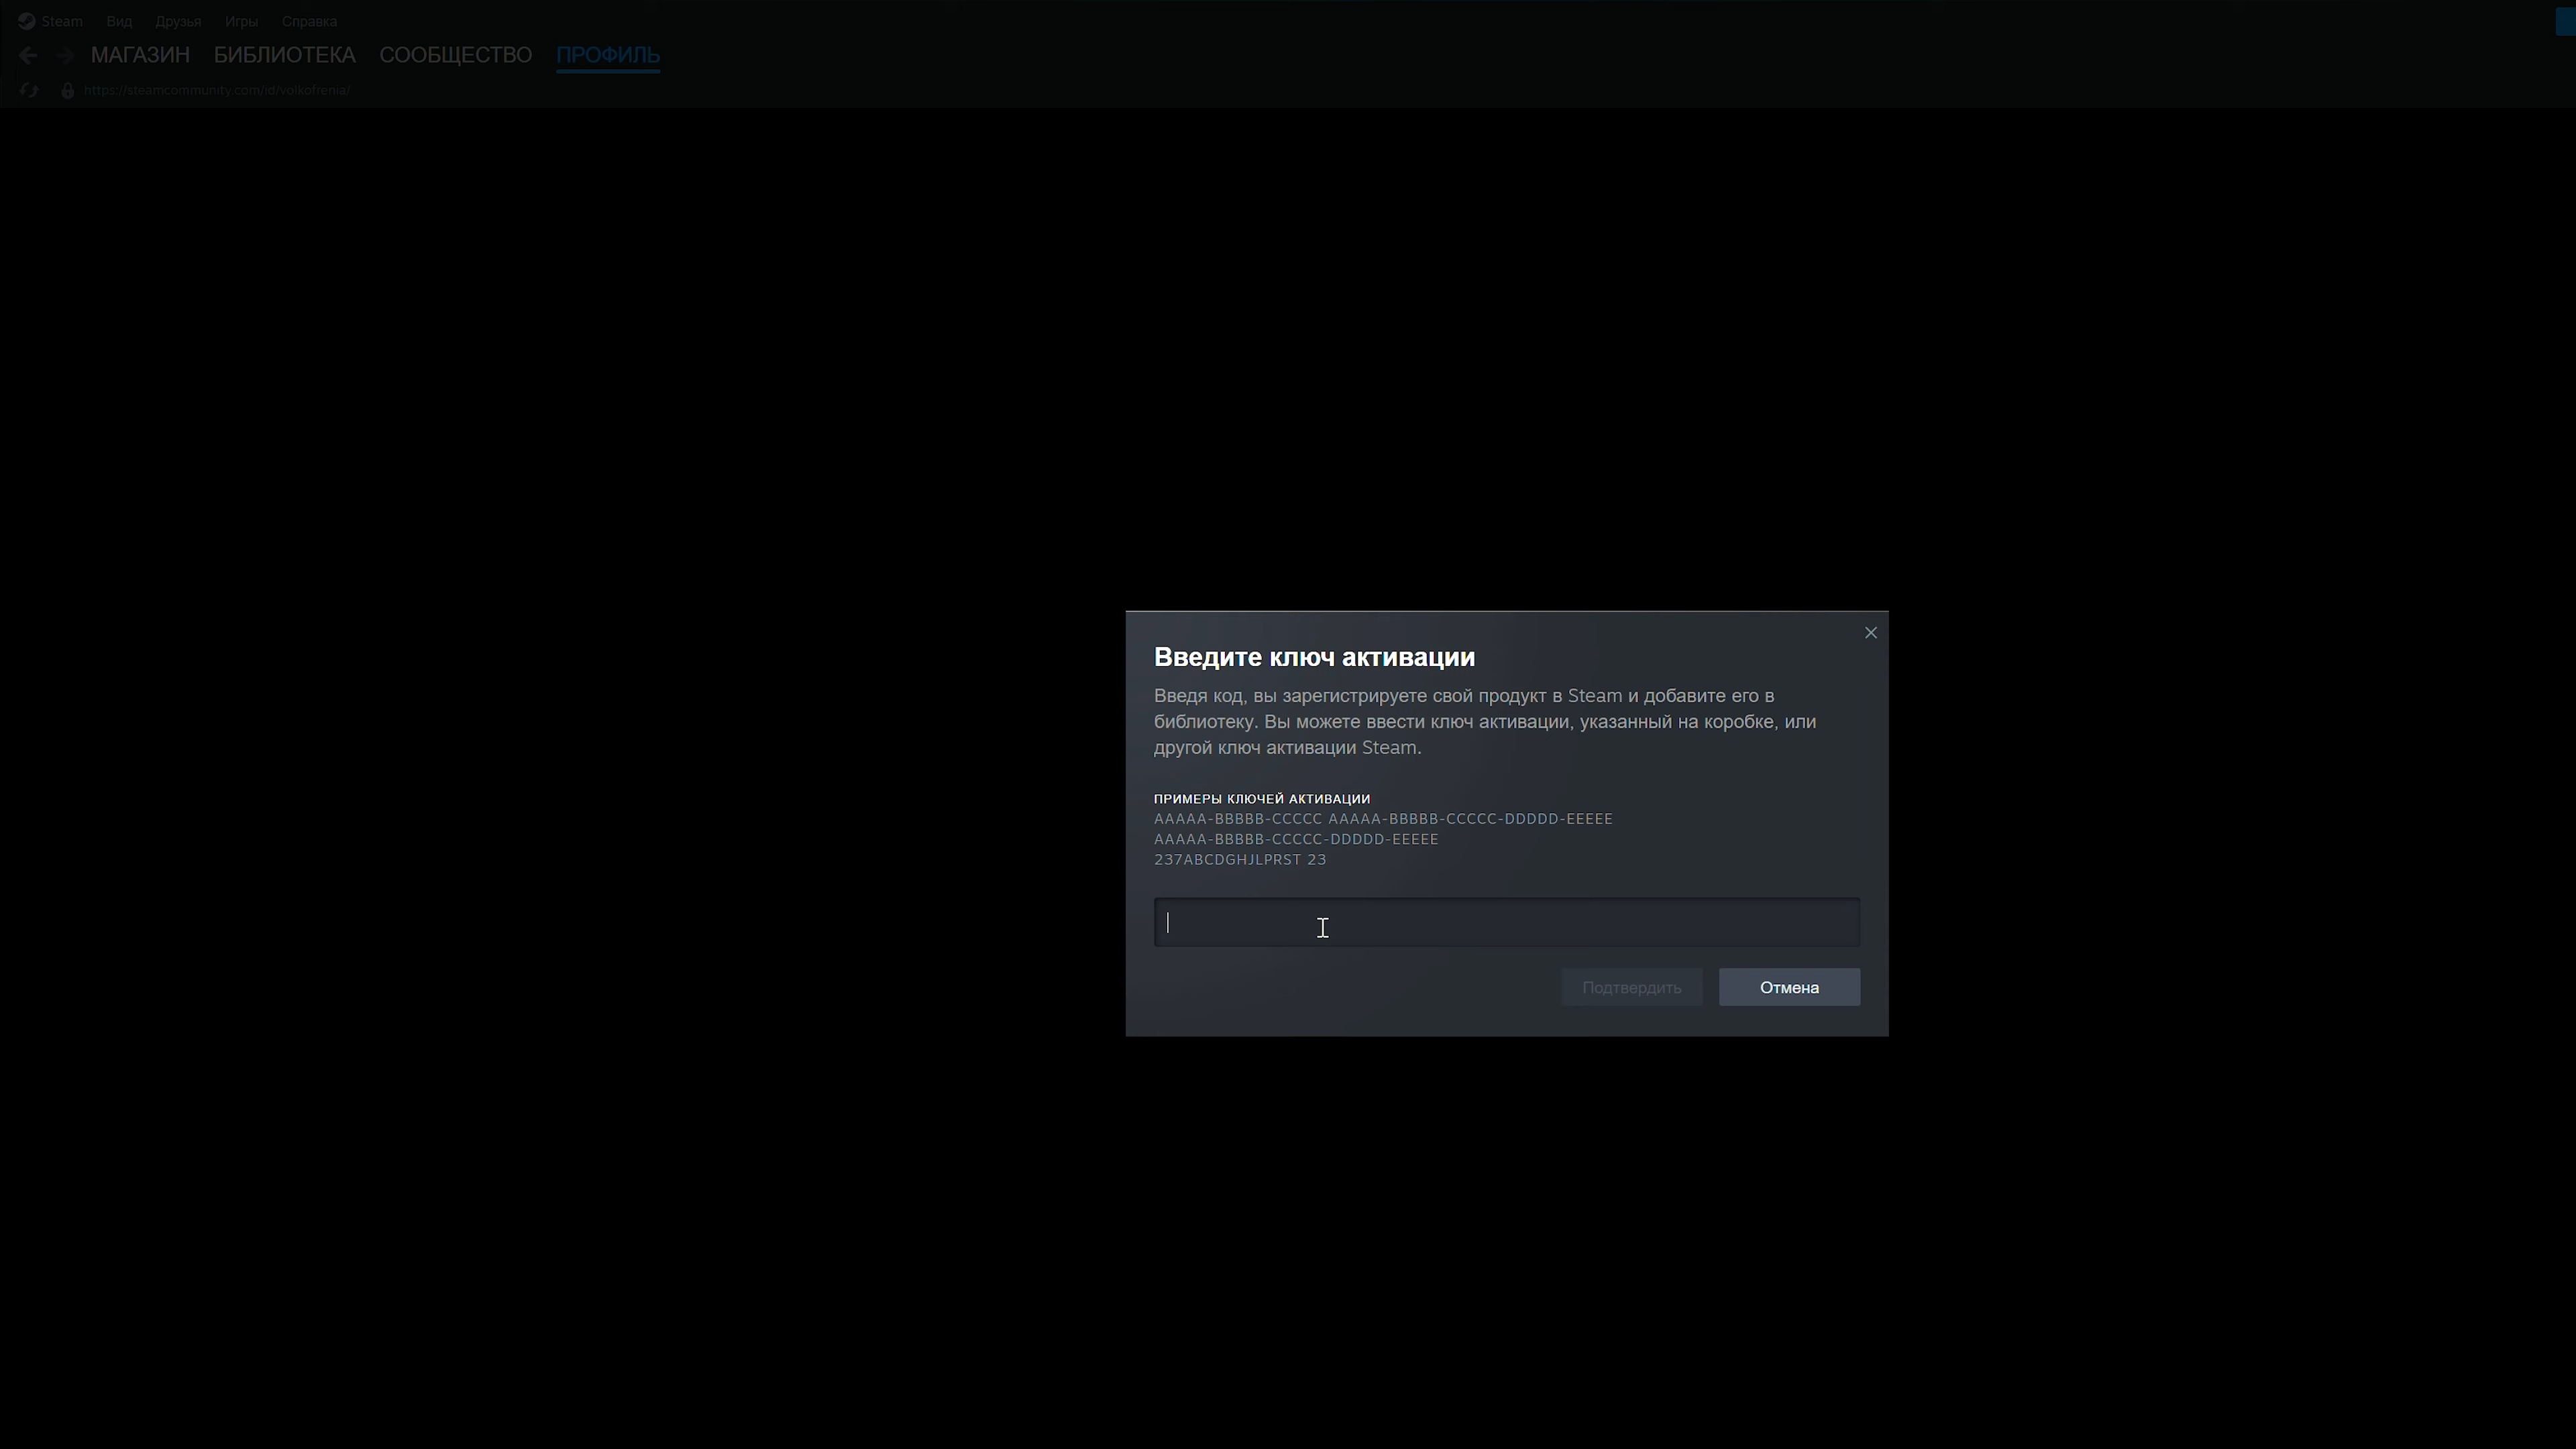 Steam Вид Друзья Игры Справка
МАГАЗИН БИБЛИОТЕКА СООБЩЕСТВО ПРОФИЛЬ
https://steamcommunity.com/id/volkofrenia/
Введите ключ активации
Введя код, вы зарегистрируете свой продукт в Steam и добавите его в
библиотеку. Вы можете ввести ключ активации, указанный на коробке, или
другой ключ активации Steam.
ПРИМЕРЫ КЛЮЧЕЙ АКТИВАЦИИ
AAAAA-BBBBB-CCCCC AAAAA-BBBBB-CCCCC-DDDDD-EEEEE
AAAAA-BBBBB-CCCCC-DDDDD-EEEEE
237ABCDGHJLPRST 23
Подтвердить Отмена